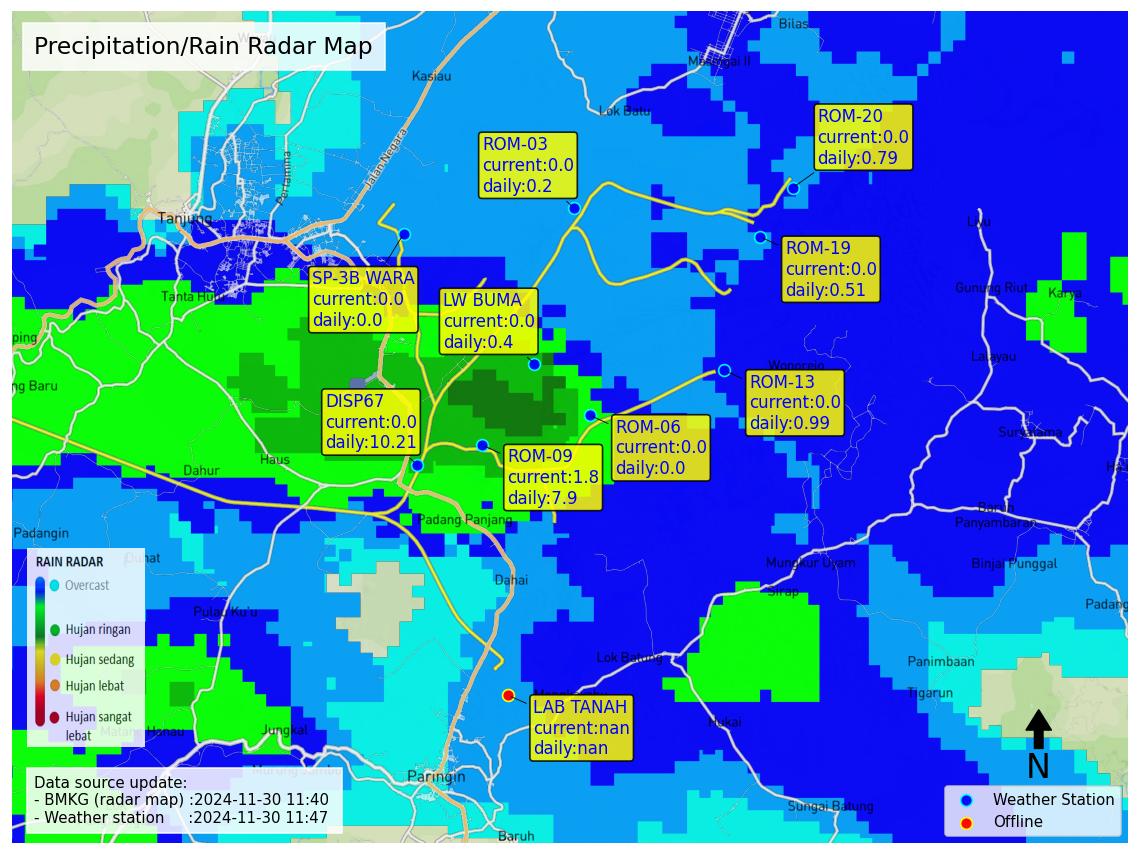 Precipitation/Rain Radar Map
Bilas
Kasiau
Lok Batu
Jalan Negara
Pertamina
Tanjung
ROM-20
current:0.0
daily:0.79
ROM-03
current:0.0
daily:0.2
Liyu
ROM-19
current:0.0
daily:0.51
SP-3B WARA
current:0.0
daily:0.0
LW BUMA
current:0.0
daily:0.4
Gunung Riut
Karya
ping
Lalayau
ng Baru
ROM-13
current:0.0
daily:0.99
DISP67
current:0.0
daily:10.21
ROM-06
current:0.0
daily:0.0
ROM-09
current:1.8
daily:7.9
Haus
Dahur
Padang Panjang
Padangin
Panyambaran
Mungkur Uyam
Binjai Punggal
Sirap
Dahai
Padang
Pulau Ku'u
RAIN RADAR
Overcast
Hujan ringan
Hujan sedang
Hujan lebat
Hujan sangat
lebat
Lok Batung
Panimbaan
Tigarun
LAB TANAH
current:nan
daily:nan
Hukai
Jungkal
Paringin
N
Data source update:
- BMKG (radar map) :2024-11-30 11:40
- Weather station :2024-11-30 11:47
Weather Station
Offline
Sungai Batung
Baruh